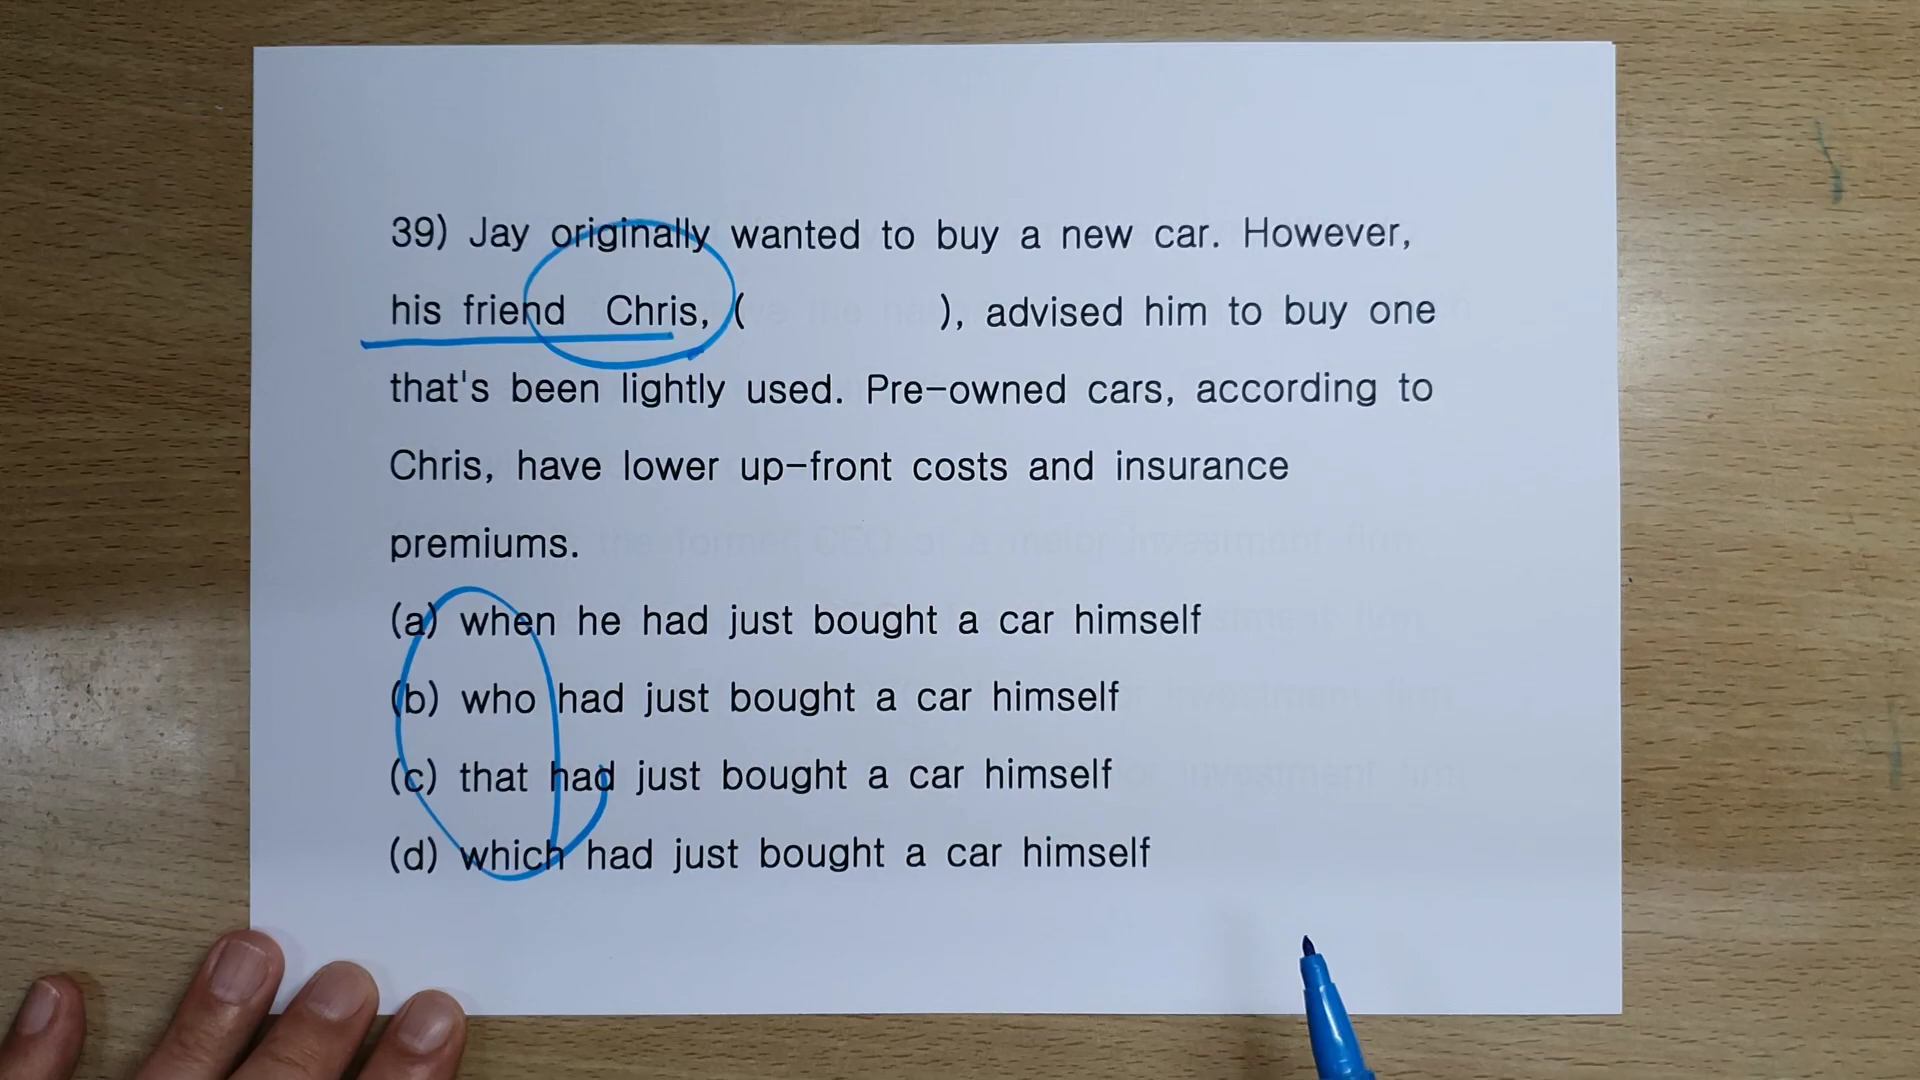 39) Jay originally wanted to buy a new car. However,
his friend Chris, ( ), advised him to buy one
that's been lightly used. Pre-owned cars, according to
Chris, have lower up-front costs and insurance
premiums.
(a) when he had just bought a car himself
(b) who had just bought a car himself
(c) that had just bought a car himself
(d) which had just bought a car himself